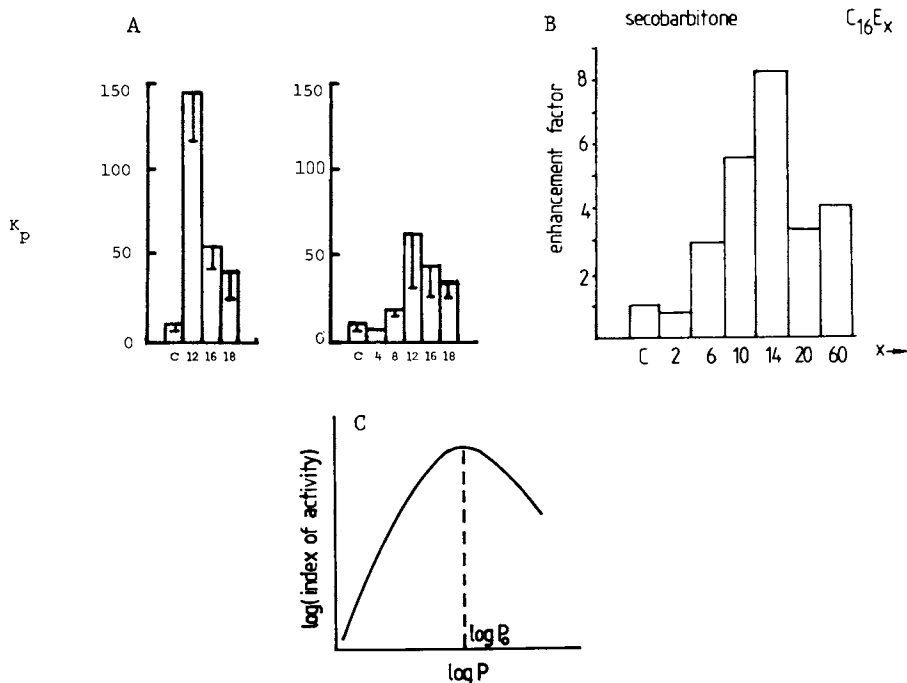 A
B
secobarbitone C₁₆Eₓ
150
100
50
0
Kp
C 12 16 18
150
100
50
0
C 4 8 12 16 18
enhancement factor
8
6
4
2
C 2 6 10 14 20 60 x→
C
log(index of activity)
log P₀
log P